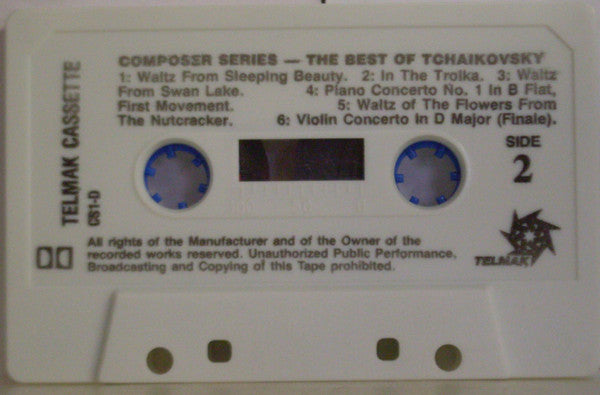 COMPOSER SERIES — THE BEST OF TCHAIKOVSKY
1: Waltz From Sleeping Beauty. 2: In The Troika. 3: Waltz
From Swan Lake. 4: Piano Concerto No. 1 In B Flat,
First Movement. 5: Waltz of The Flowers From
The Nutcracker. 6: Violin Concerto In D Major (Finale).
TELMAK CASSETTE
CS1-D
SIDE
2
All rights of the Manufacturer and of the Owner of the
recorded works reserved. Unauthorized Public Performance,
Broadcasting and Copying of this Tape prohibited.
TELMAK